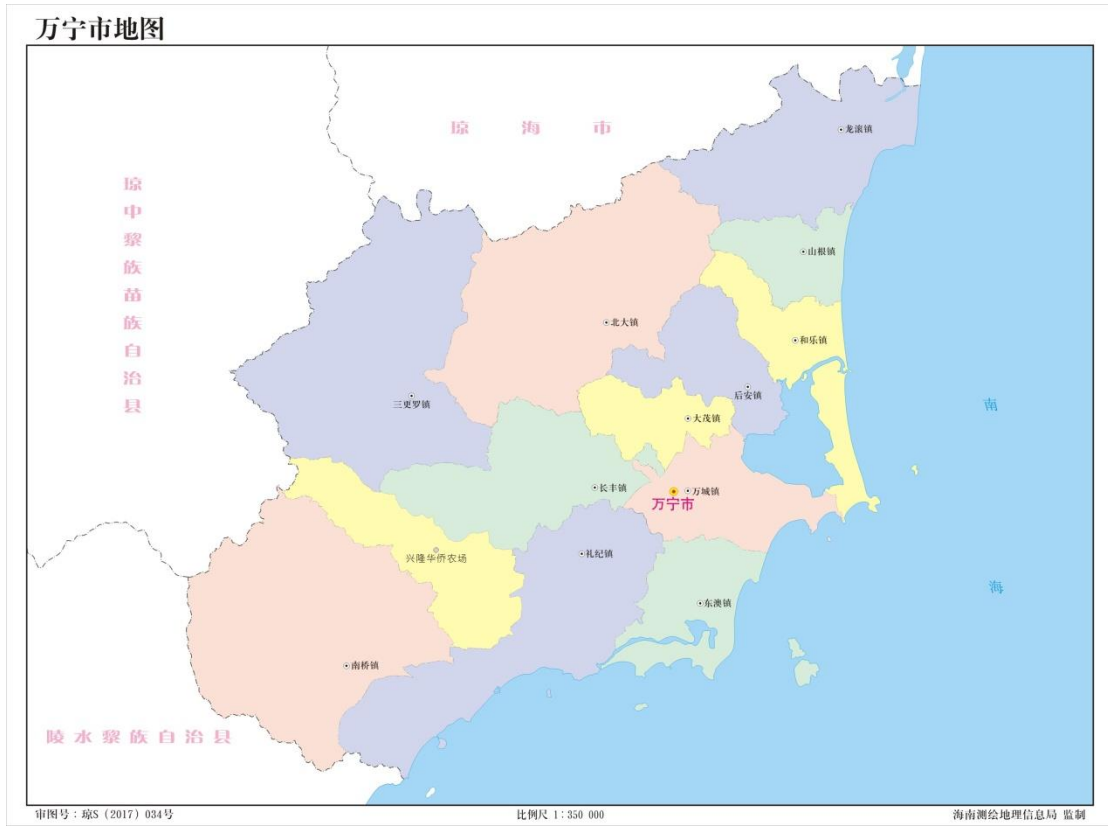 万宁市地图
琼海市
琼中黎族苗族自治县
龙滚镇
山根镇
北大镇
和乐镇
三更罗镇
后安镇
大茂镇
南海
长丰镇
万城镇
万宁市
兴隆华侨农场
礼纪镇
东澳镇
南桥镇
陵水黎族自治县
审图号：琼S（2017）034号
比例尺 1：350 000
海南测绘地理信息局 监制